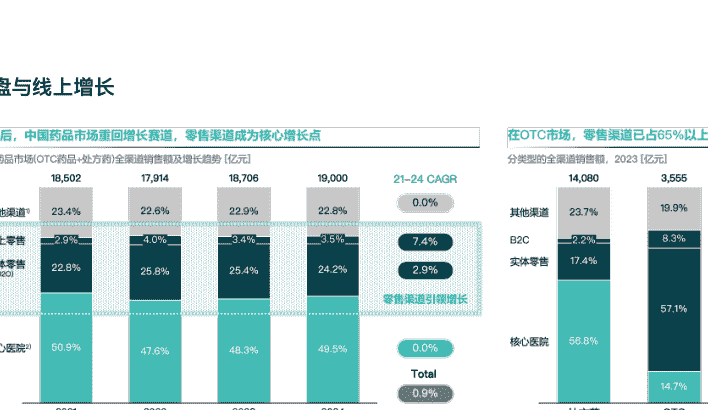 盘与线上增长
后，中国药品市场重回增长赛道，零售渠道成为核心增长点
药品市场(OTC药品+处方药)全渠道销售额及增长趋势 [亿元]
18,502 17,914 18,706 19,000 21-24 CAGR
他渠道1) 23.4% 22.6% 22.9% 22.8% 0.0%
上零售 2.9% 4.0% 3.4% 3.5% 7.4%
体零售 22.8% 25.8% 25.4% 24.2% 2.9%
O2O)
零售渠道引领增长
心医院2) 50.9% 47.6% 48.3% 49.5% 0.0%
Total
0.9%
在OTC市场，零售渠道已占65%以上
分类型的全渠道销售额，2023 [亿元]
14,080 3,555
其他渠道 23.7% 19.9%
B2C 2.2% 8.3%
实体零售 17.4% 57.1%
核心医院 56.8% 14.7%